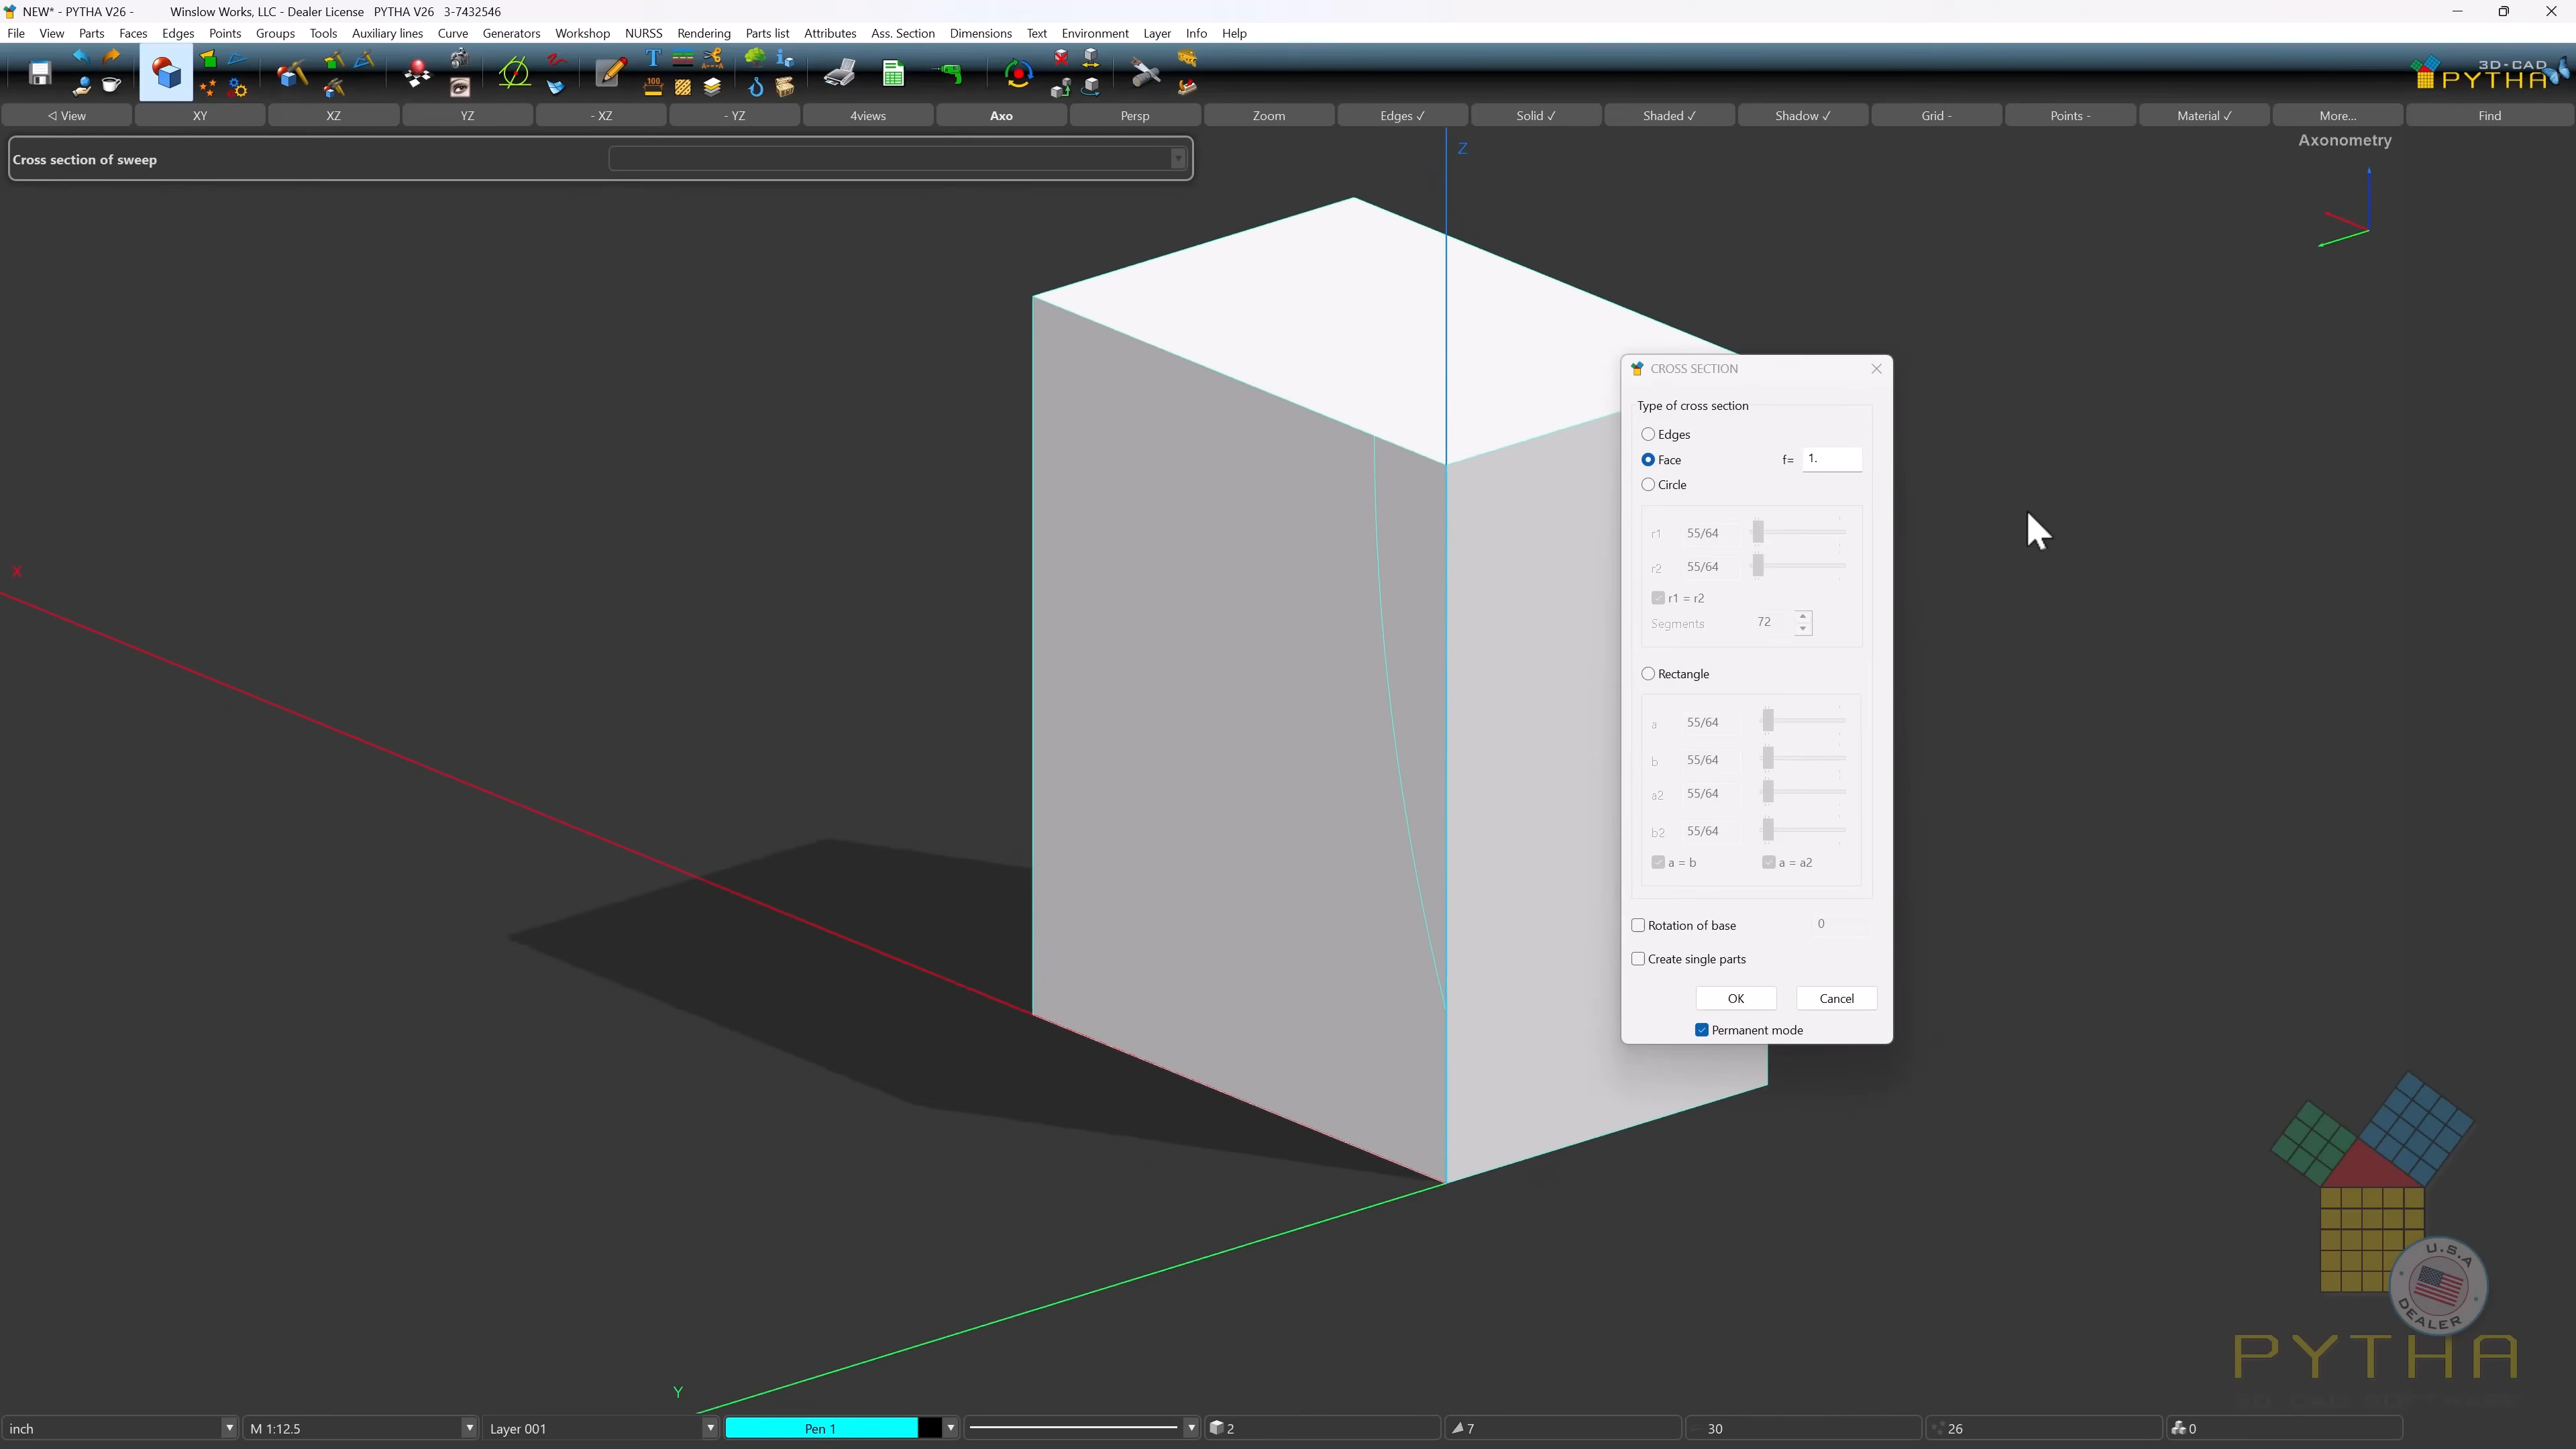 NEW* - PYTHA V26 - Winslow Works, LLC - Dealer License PYTHA V26 3-7432546
File View Parts Faces Edges Points Groups Tools Auxiliary lines Curve Generators Workshop NURSS Rendering Parts list Attributes Ass. Section Dimensions Text Environment Layer Info Help
3D-CAD
PYTHA
View XY XZ YZ - XZ - YZ 4views Axo Persp Zoom Edges ✓ Solid ✓ Shaded ✓ Shadow ✓ Grid - Points - Material ✓ More... Find
Axonometry
Cross section of sweep
Z
CROSS SECTION
Type of cross section
Edges
Face f= 1.
Circle
r1 55/64
r2 55/64
r1 = r2
Segments 72
Rectangle
a 55/64
b 55/64
a2 55/64
b2 55/64
a = b a = a2
Rotation of base 0
Create single parts
OK Cancel
Permanent mode
X
Y
U.S.A
DEALER
PYTHA
inch M 1:12.5 Layer 001 Pen 1 2 7 30 26 0